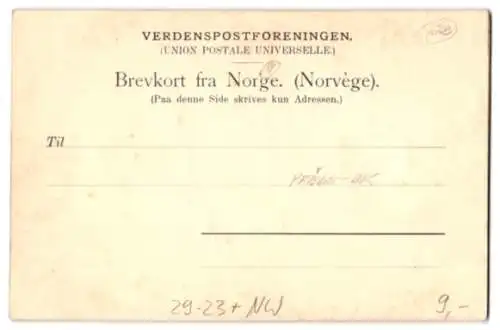 VERDENSPOSTFORENINGEN.
(UNION POSTALE UNIVERSELLE.)
Brevkort fra Norge. (Norvège).
(Paa denne Side skrives kun Adressen.)
Til
29-23+ NW
9,-